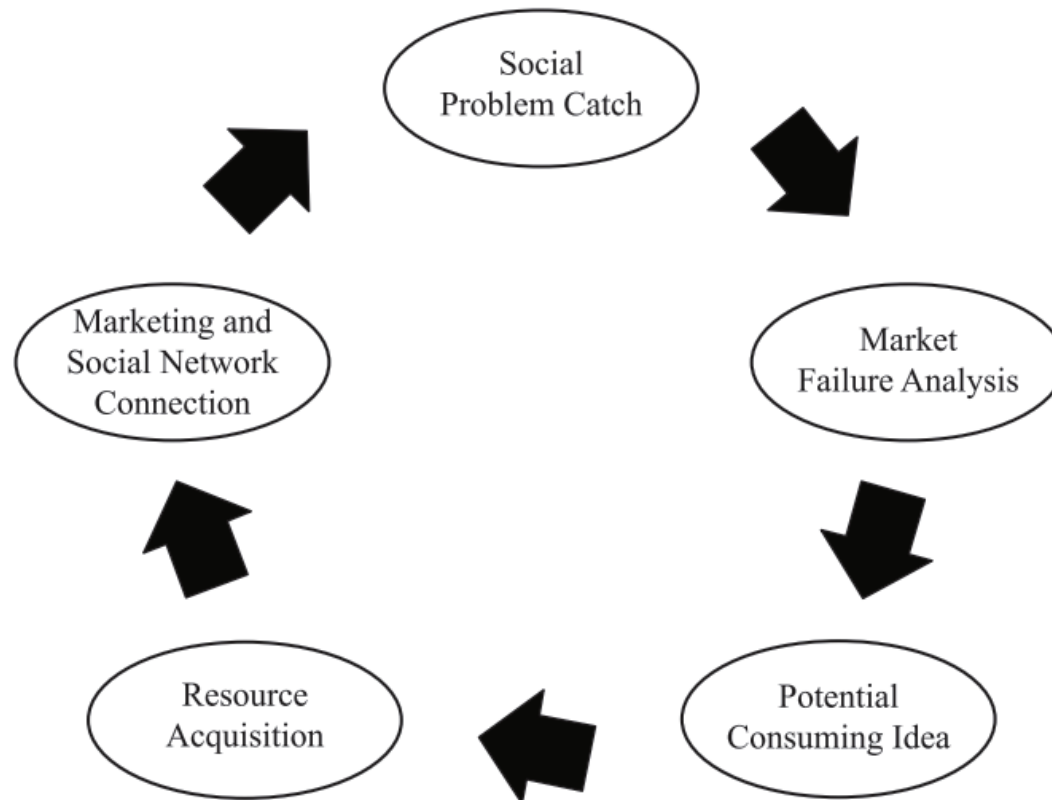 Social
Problem Catch
Market
Failure Analysis
Potential
Consuming Idea
Resource
Acquisition
Marketing and
Social Network
Connection